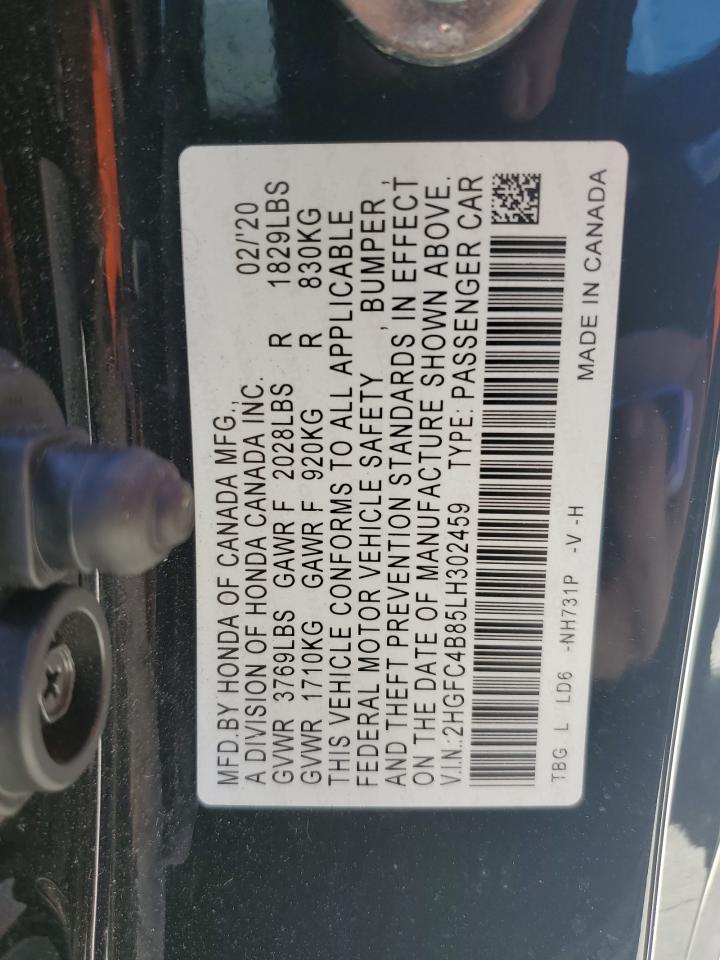 MFD.BY HONDA OF CANADA MFG.,
A DIVISION OF HONDA CANADA INC. 02/'20
GVWR 3769LBS GAWR F 2028LBS R 1829LBS
GVWR 1710KG GAWR F 920KG R 830KG
THIS VEHICLE CONFORMS TO ALL APPLICABLE
FEDERAL MOTOR VEHICLE SAFETY , BUMPER ,
AND THEFT PREVENTION STANDARDS IN EFFECT
ON THE DATE OF MANUFACTURE SHOWN ABOVE.
V.I.N.:2HGFC4B85LH302459 TYPE: PASSENGER CAR
TBG L LD6 -NH731P -V -H
MADE IN CANADA